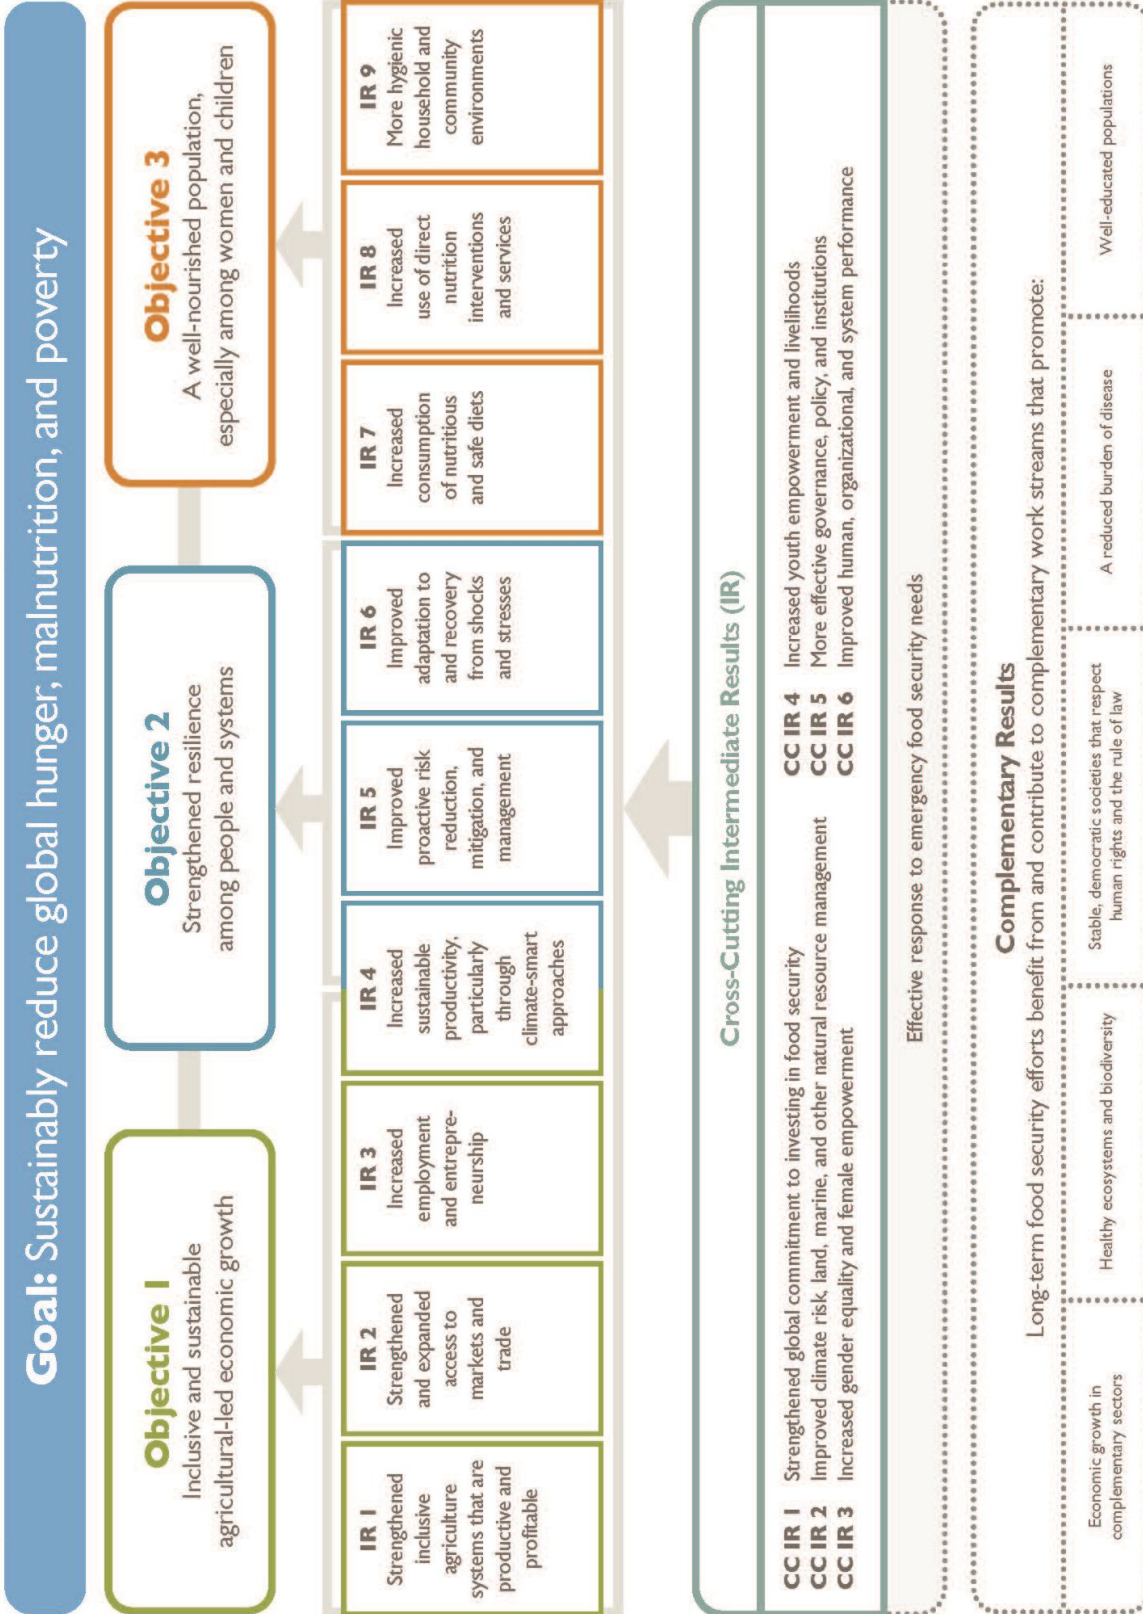 Goal: Sustainably reduce global hunger, malnutrition, and poverty
Objective 1
Inclusive and sustainable
agricultural-led economic growth
Objective 2
Strengthened resilience
among people and systems
Objective 3
A well-nourished population,
especially among women and children
IR 1
Strengthened
inclusive
agriculture
systems that are
productive and
profitable
IR 2
Strengthened
and expanded
access to
markets and
trade
IR 3
Increased
employment
and entrepre-
neurship
IR 4
Increased
sustainable
productivity,
particularly
through
climate-smart
approaches
IR 5
Improved
proactive risk
reduction,
mitigation, and
management
IR 6
Improved
adaptation to
and recovery
from shocks
and stresses
IR 7
Increased
consumption
of nutritious
and safe diets
IR 8
Increased
use of direct
nutrition
interventions
and services
IR 9
More hygienic
household and
community
environments
Cross-Cutting Intermediate Results (IR)
CC IR 1 Strengthened global commitment to investing in food security
CC IR 2 Improved climate risk, land, marine, and other natural resource management
CC IR 3 Increased gender equality and female empowerment
CC IR 4 Increased youth empowerment and livelihoods
CC IR 5 More effective governance, policy, and institutions
CC IR 6 Improved human, organizational, and system performance
Effective response to emergency food security needs
Complementary Results
Long-term food security efforts benefit from and contribute to complementary work streams that promote:
Economic growth in
complementary sectors
Healthy ecosystems and biodiversity
Stable, democratic societies that respect
human rights and the rule of law
A reduced burden of disease
Well-educated populations